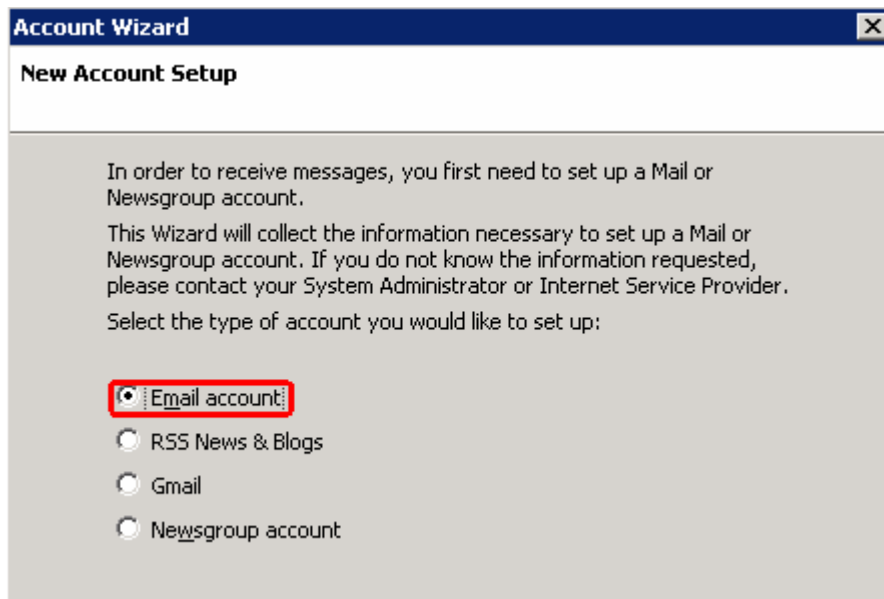 Account Wizard
New Account Setup
In order to receive messages, you first need to set up a Mail or
Newsgroup account.
This Wizard will collect the information necessary to set up a Mail or
Newsgroup account. If you do not know the information requested,
please contact your System Administrator or Internet Service Provider.
Select the type of account you would like to set up:
Email account
RSS News & Blogs
Gmail
Newsgroup account